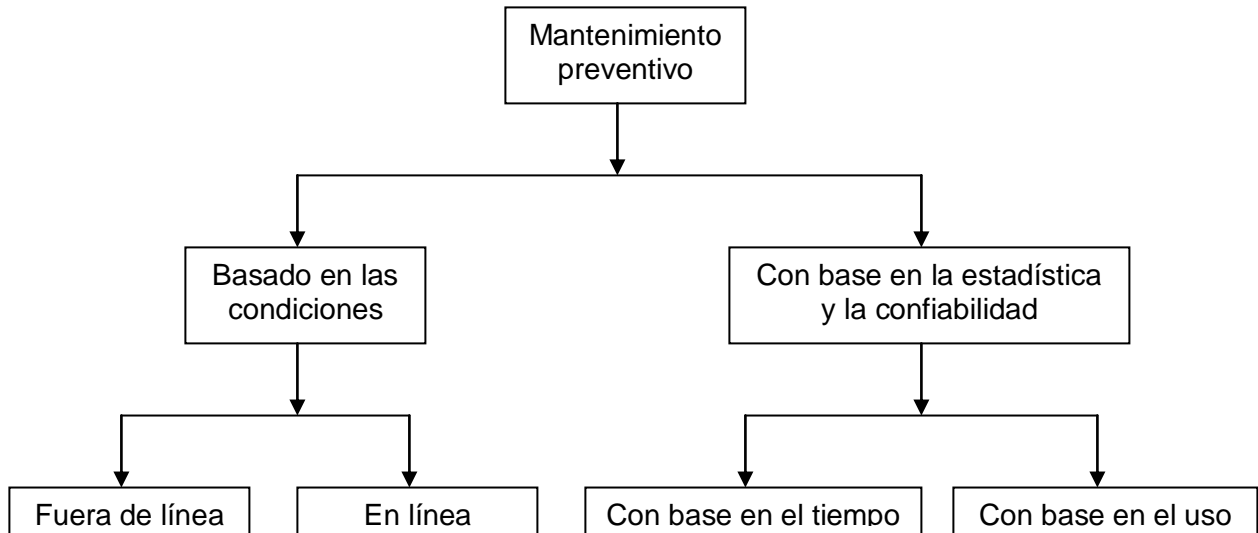 Mantenimiento
preventivo
Basado en las
condiciones
Con base en la estadística
y la confiabilidad
Fuera de línea
En línea
Con base en el tiempo
Con base en el uso